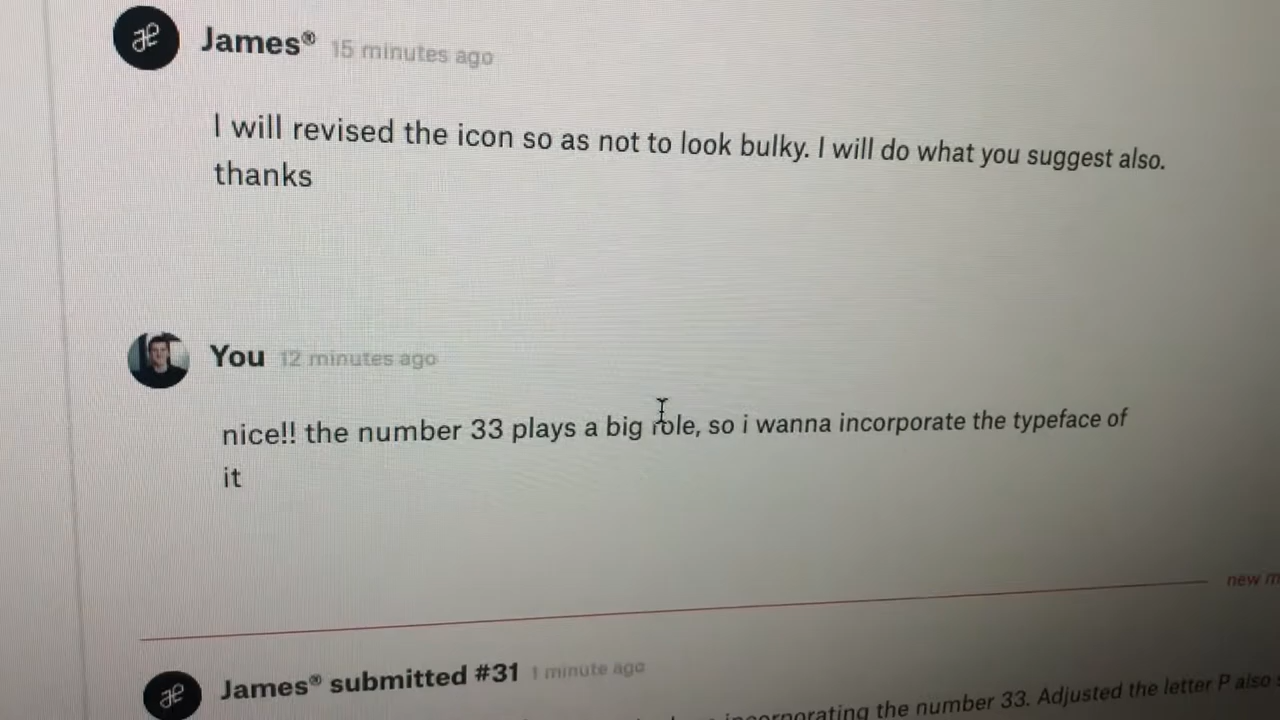 James® 15 minutes ago
I will revised the icon so as not to look bulky. I will do what you suggest also.
thanks
You 12 minutes ago
nice!! the number 33 plays a big role, so i wanna incorporate the typeface of
it
new
James® submitted #31 1 minute ago
incorporating the number 33. Adjusted the letter P also